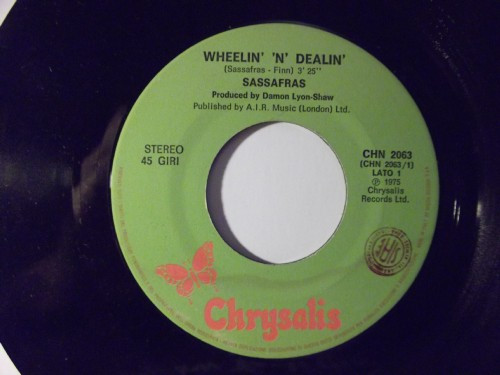 WHEELIN' 'N' DEALIN'
(Sassafras - Finn) 3' 25"
SASSAFRAS
Produced by Damon Lyon-Shaw
Published by A.I.R. Music (London) Ltd.
STEREO
45 GIRI
CHN 2063
(CHN 2063/1)
LATO 1
℗ 1975
Chrysalis
Records Ltd.
Chrysalis